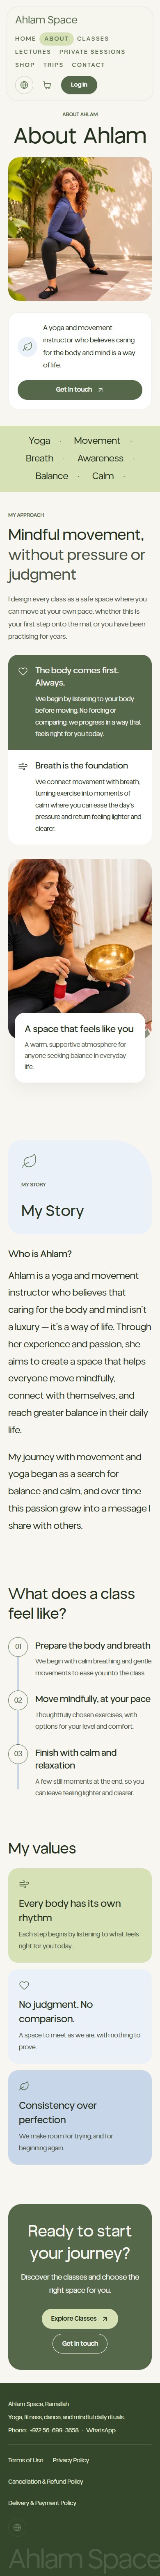 Ahlam Space
HOME ABOUT CLASSES
LECTURES PRIVATE SESSIONS
SHOP TRIPS CONTACT
Log In
ABOUT AHLAM
About Ahlam
A yoga and movement
instructor who believes that
caring for the body and mind is a way
of life.
Get in touch
Yoga · Movement ·
Breath · Awareness ·
Balance · Calm ·
MY APPROACH
Mindful movement,
without pressure or
judgment
I design every class as a safe space where you
can move at your own pace, whether this is
your first step onto the mat or you have been
practising for years.
The body comes first.
Always.
We begin by listening to your body
before moving. No forcing or
comparing, we progress in a way that
feels right for you today.
Breath is the foundation
We connect movement with breath,
turning exercise into moments of
calm where you can ease the day's
pressure and return feeling lighter and
clearer.
A space that feels like you
A warm, supportive atmosphere for
anyone seeking balance in everyday
life.
MY STORY
My Story
Who is Ahlam?
Ahlam is a yoga and movement
instructor who believes that
caring for the body and mind isn't
a luxury — it's a way of life. Through
her experience and passion, she
aims to create a space that helps
everyone move mindfully,
connect with themselves, and
reach greater balance in their daily
life.
My journey with movement and
yoga began as a search for
balance and calm, and over time
this passion grew into a message I
share with others.
What does a class
feel like?
01 Prepare the body and breath
We begin with calm breathing and gentle
movements to ease you into the class.
02 Move mindfully, at your pace
Thoughtfully chosen exercises, with
options for your level and comfort.
03 Finish with calm and
relaxation
A few still moments at the end, so you
can leave feeling lighter and clearer.
My values
Every body has its own
rhythm
Each step begins by listening to what feels
right for you today.
No judgment. No
comparison.
A space to meet as we are, with nothing to
prove.
Consistency over
perfection
We make room for trying, and for
beginning again.
Ready to start
your journey?
Discover the classes and choose the
right space for you.
Explore Classes
Get in touch
Ahlam Space, Ramallah
Yoga, fitness, dance, and mindful daily rituals.
Phone: +972 56-699-3658 · WhatsApp
Terms of Use Privacy Policy
Cancellation & Refund Policy
Delivery & Payment Policy
Ahlam Space